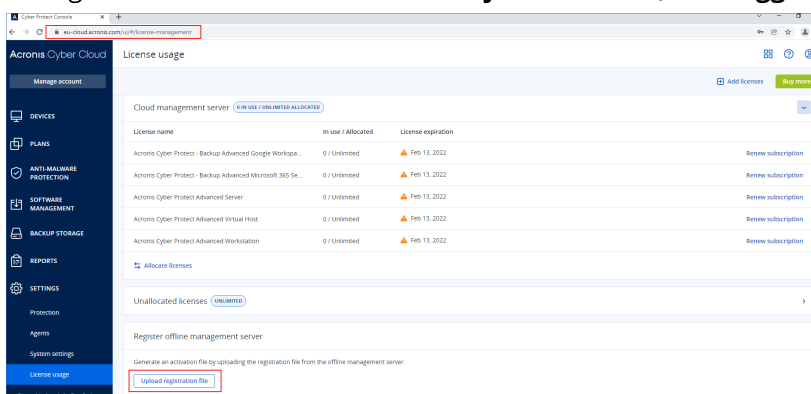 Cyber Protect Console
eu-cloud.acronis.com/ui/#/license-management
Acronis Cyber Cloud
License usage
Manage account
Add licenses
Buy more
DEVICES
PLANS
ANTI-MALWARE
PROTECTION
SOFTWARE
MANAGEMENT
BACKUP STORAGE
REPORTS
SETTINGS
Protection
Agents
System settings
License usage
Cloud management server 0 IN USE / UNLIMITED ALLOCATED
License name In use / Allocated License expiration
Acronis Cyber Protect - Backup Advanced Google Workspa... 0 / Unlimited Feb 13, 2022 Renew subscription
Acronis Cyber Protect - Backup Advanced Microsoft 365 Se... 0 / Unlimited Feb 13, 2022 Renew subscription
Acronis Cyber Protect Advanced Server 0 / Unlimited Feb 13, 2022 Renew subscription
Acronis Cyber Protect Advanced Virtual Host 0 / Unlimited Feb 13, 2022 Renew subscription
Acronis Cyber Protect Advanced Workstation 0 / Unlimited Feb 13, 2022 Renew subscription
Allocate licenses
Unallocated licenses UNLIMITED
Register offline management server
Generate an activation file by uploading the registration file from the offline management server.
Upload registration file